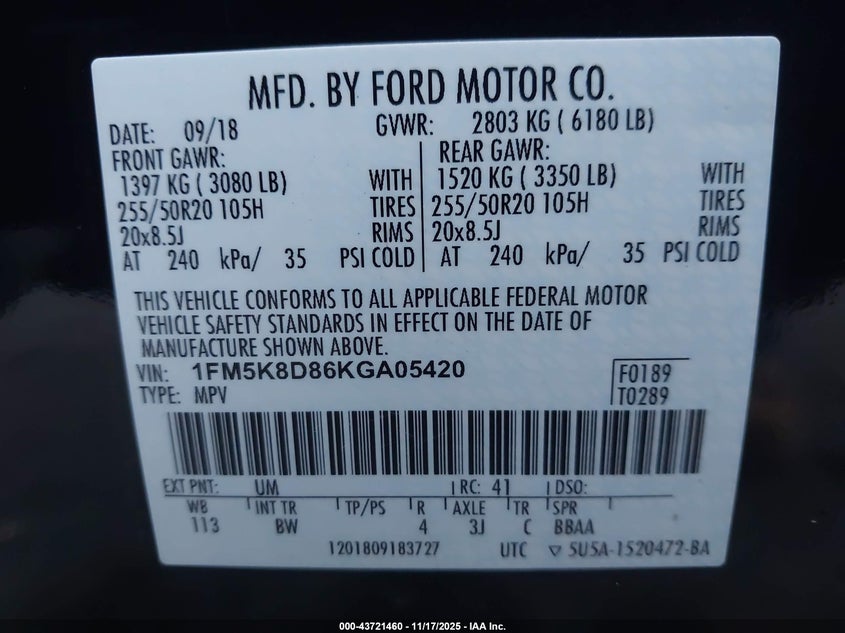 MFD. BY FORD MOTOR CO.
DATE: 09/18 GVWR: 2803 KG ( 6180 LB)
FRONT GAWR: REAR GAWR:
1397 KG ( 3080 LB) WITH 1520 KG ( 3350 LB) WITH
255/50R20 105H TIRES 255/50R20 105H TIRES
20x8.5J RIMS 20x8.5J RIMS
AT 240 kPa/ 35 PSI COLD AT 240 kPa/ 35 PSI COLD
THIS VEHICLE CONFORMS TO ALL APPLICABLE FEDERAL MOTOR
VEHICLE SAFETY STANDARDS IN EFFECT ON THE DATE OF
MANUFACTURE SHOWN ABOVE.
VIN: 1FM5K8D86KGA05420 F0189
TYPE: MPV T0289
EXT PNT: UM RC: 41 DSO:
WB INT TR TP/PS R AXLE TR SPR
113 BW 4 3J C BBAA
1201809183727 UTC ▽ 5U5A-1520472-BA
000-43721460 - 11/17/2025 - IAA Inc.